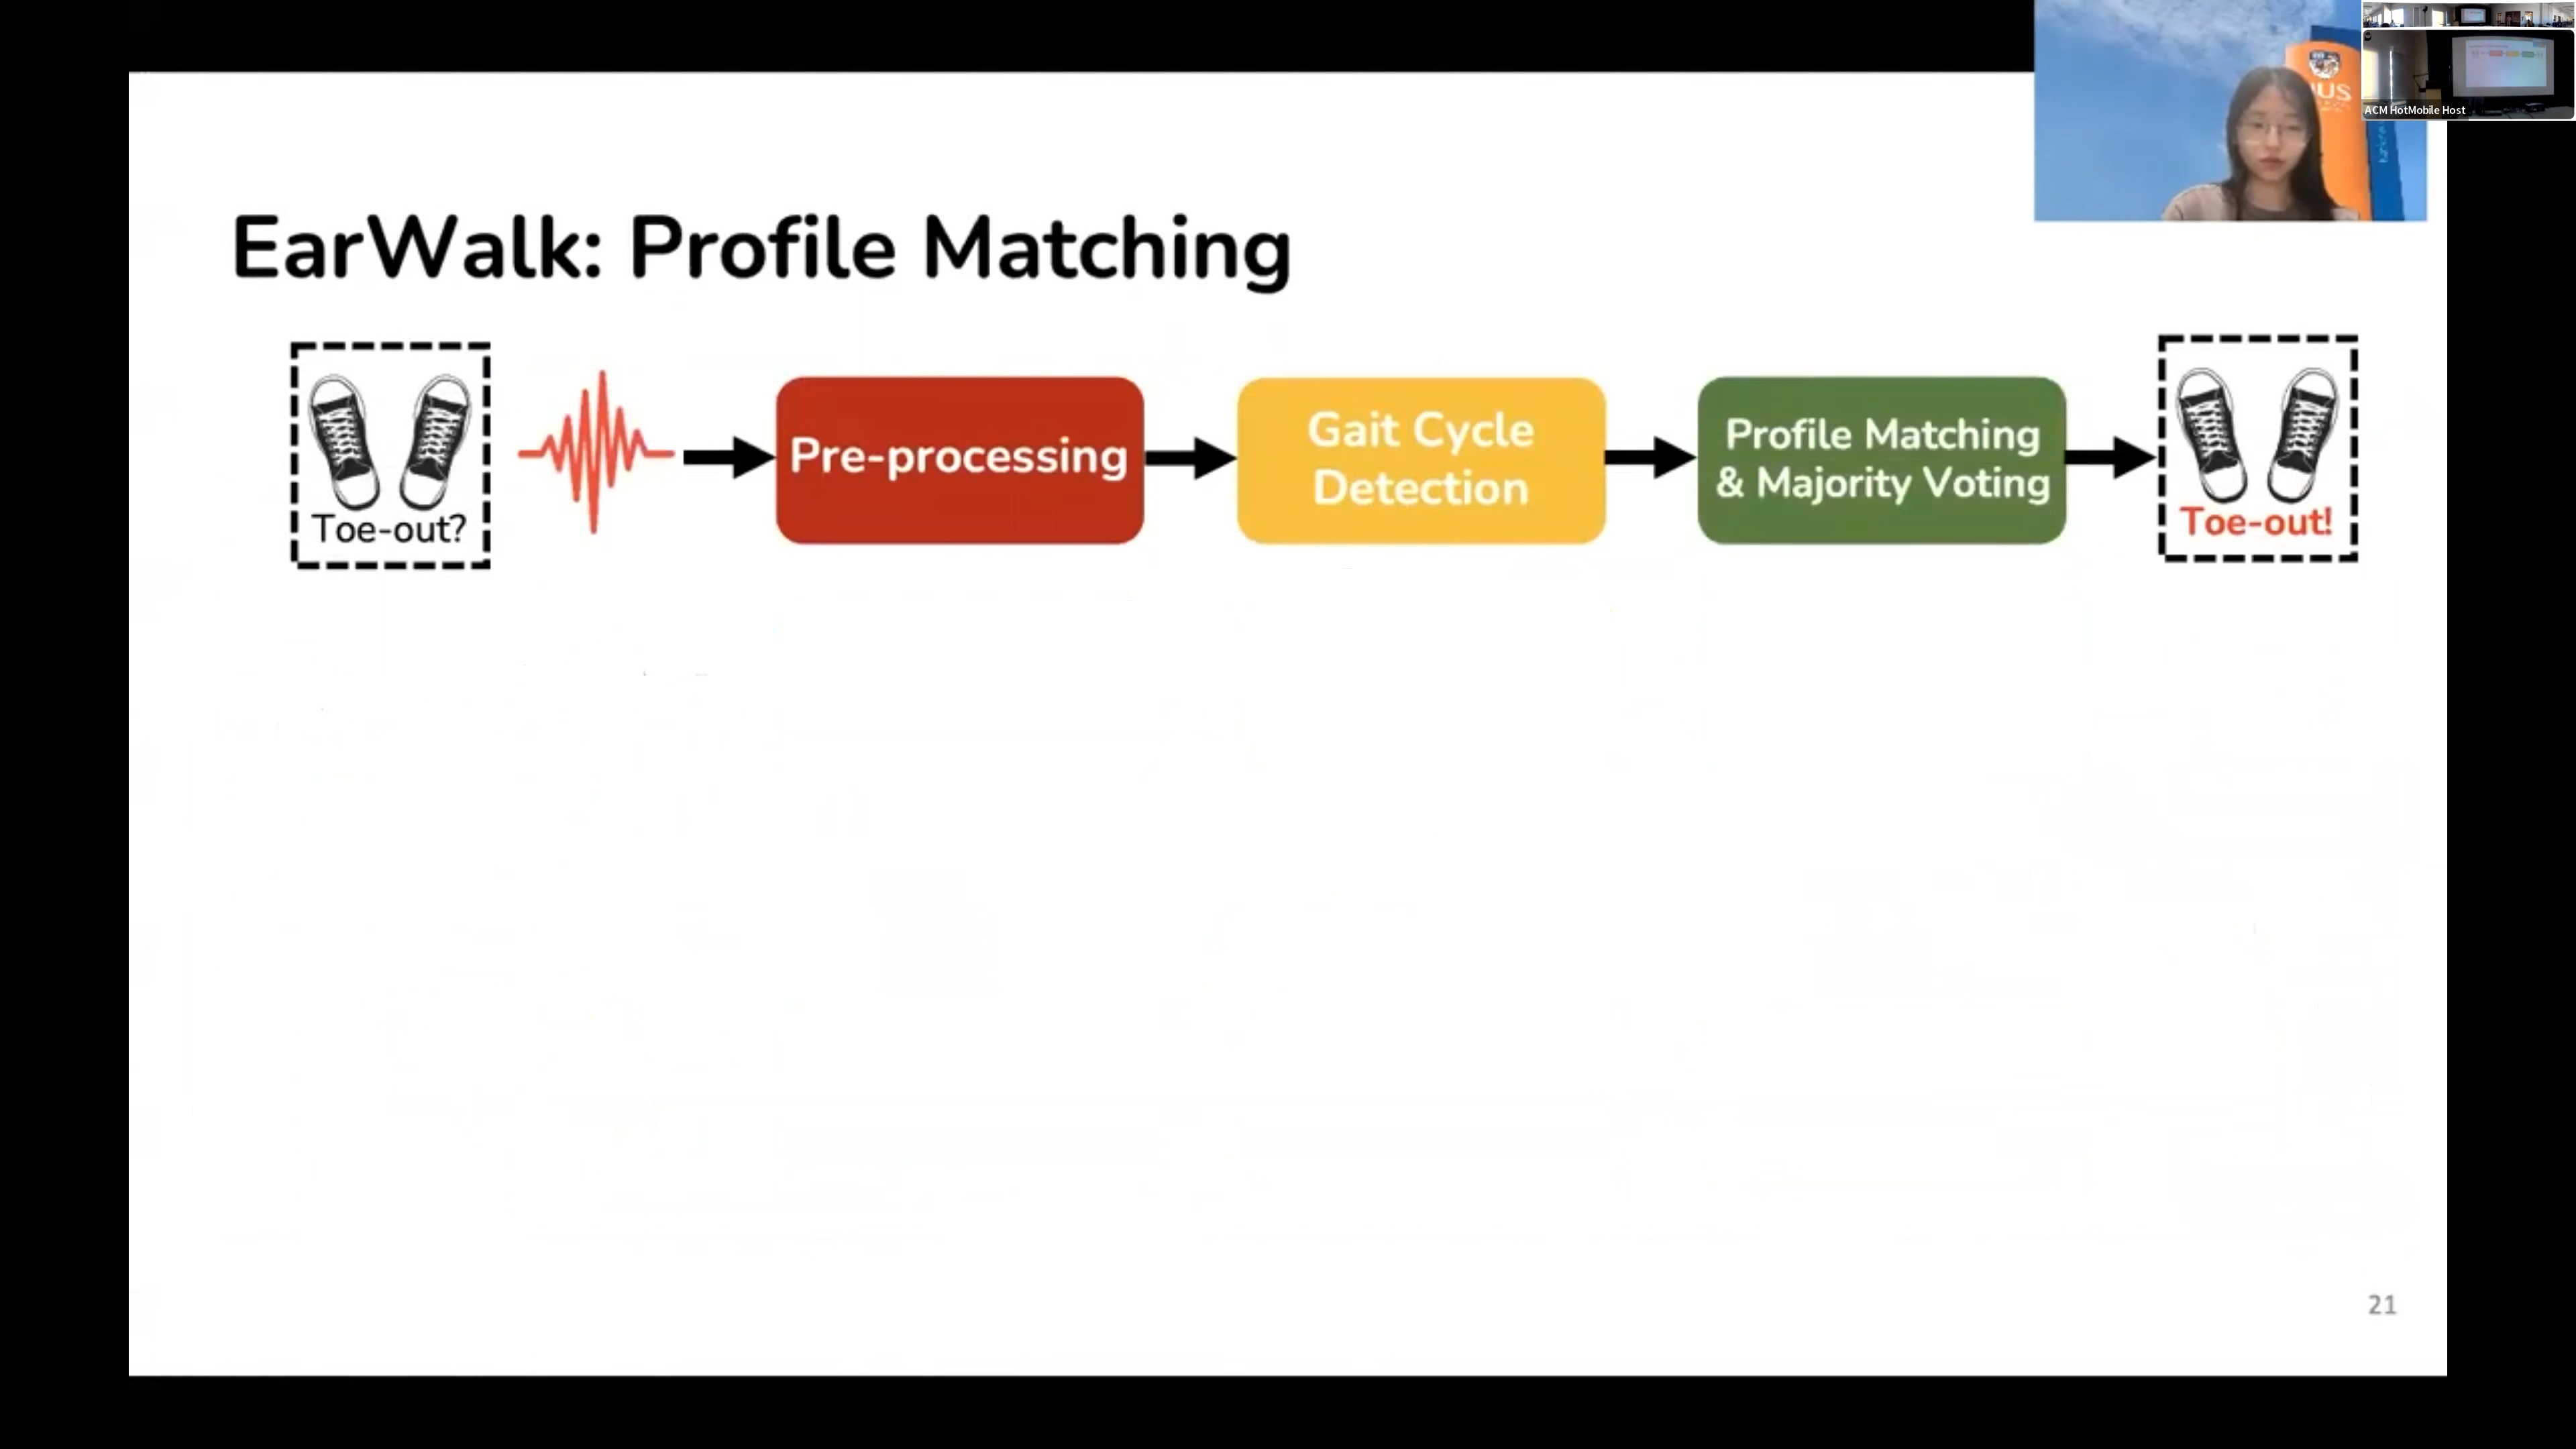 ACM HotMobile Host
EarWalk: Profile Matching
Toe-out?
Pre-processing
Gait Cycle
Detection
Profile Matching
& Majority Voting
Toe-out!
21